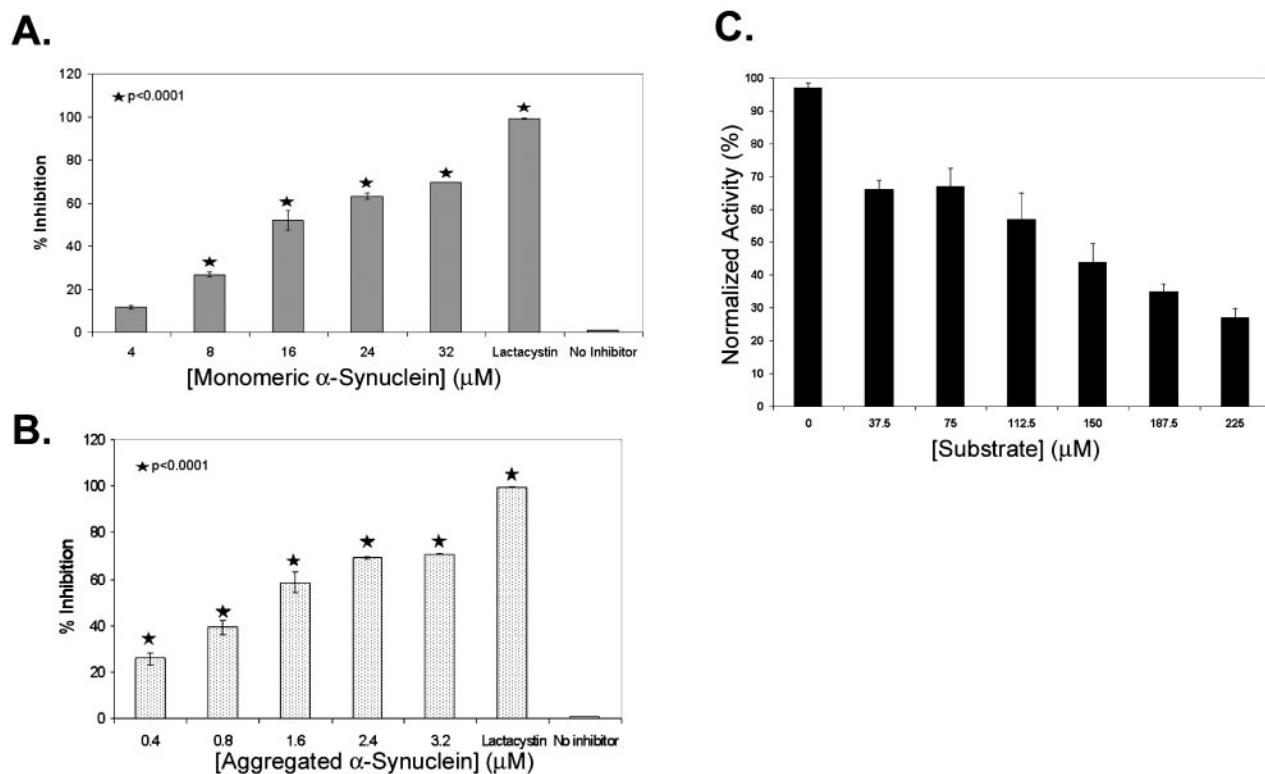 A.
% Inhibition
120
100
80
60
40
20
0
★ p<0.0001
4 8 16 24 32 Lactacystin No Inhibitor
[Monomeric α-Synuclein] (μM)
B.
% Inhibition
120
100
80
60
40
20
0
★ p<0.0001
0.4 0.8 1.6 2.4 3.2 Lactacystin No inhibitor
[Aggregated α-Synuclein] (μM)
C.
Normalized Activity (%)
100
90
80
70
60
50
40
30
20
10
0
0 37.5 75 112.5 150 187.5 225
[Substrate] (μM)